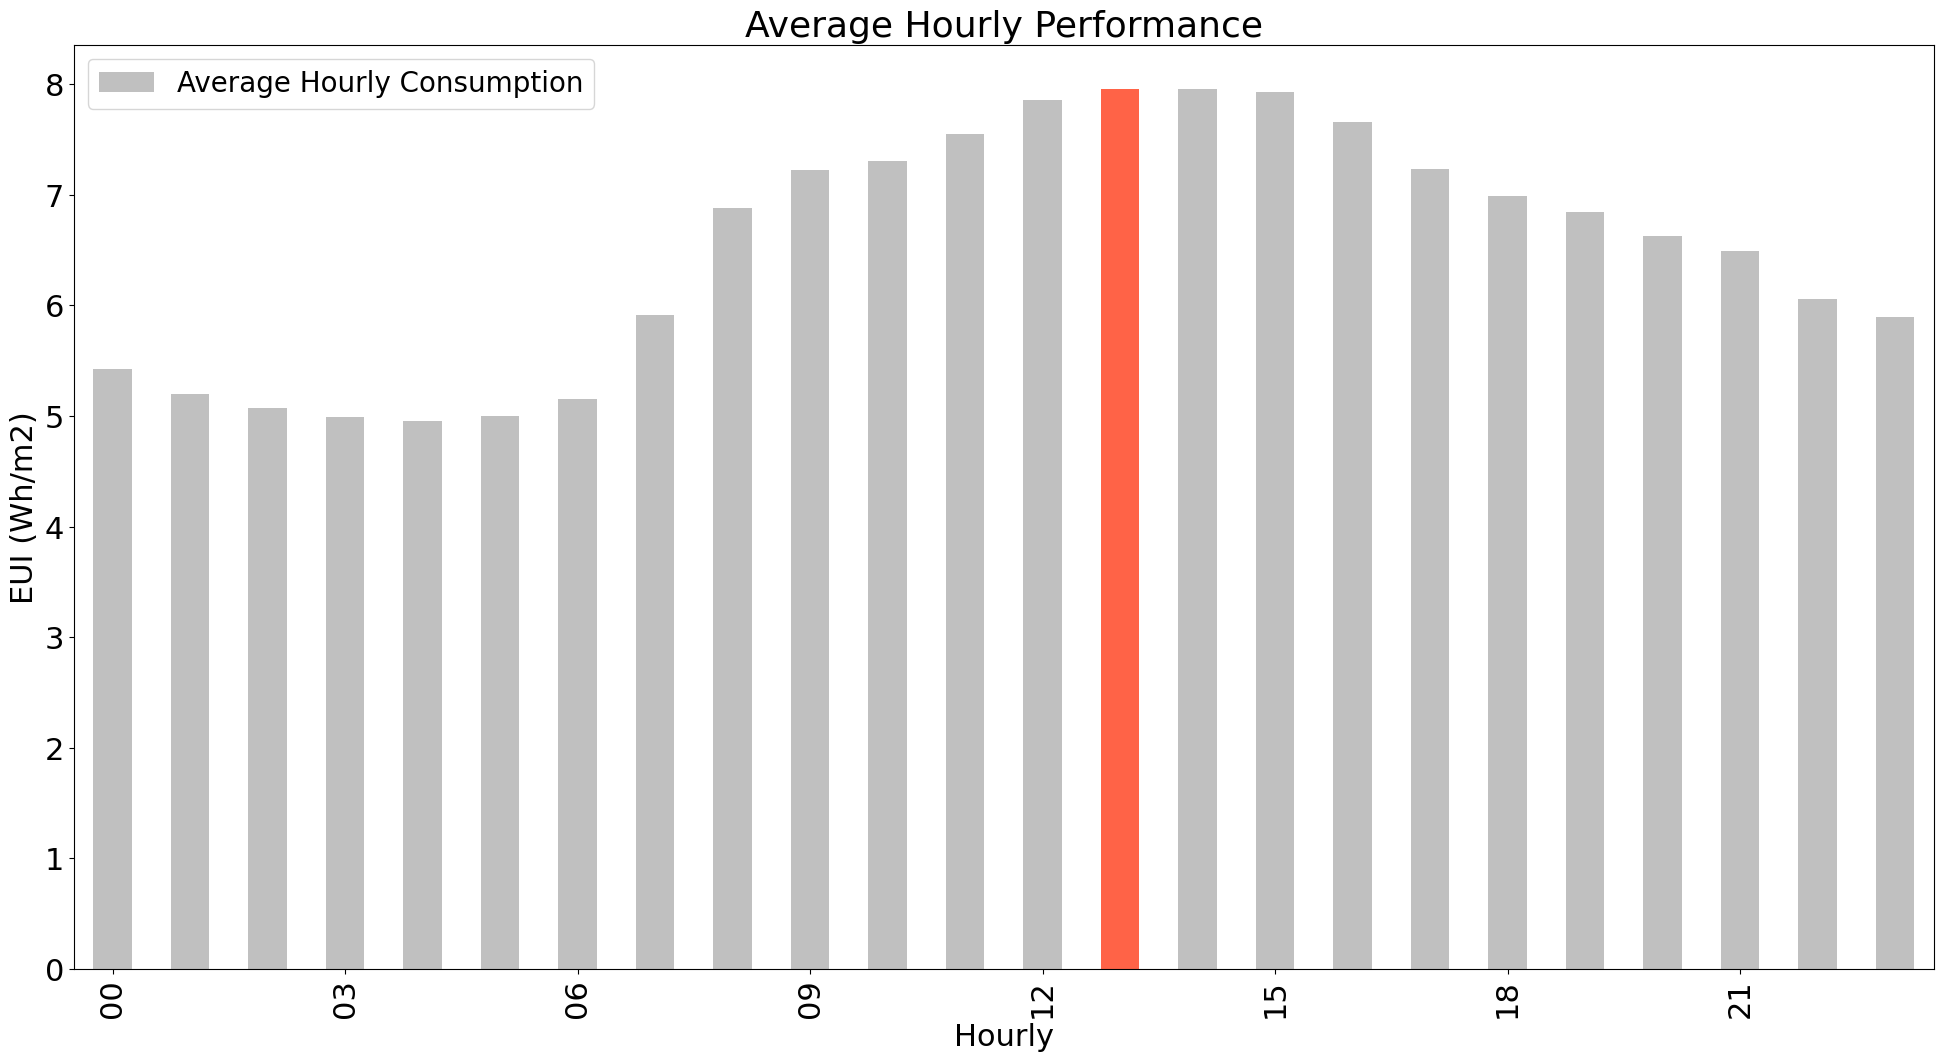 Average Hourly Performance
Average Hourly Consumption
EUI (Wh/m2)
8
7
6
5
4
3
2
1
0
00 03 06 09 12 15 18 21
Hourly